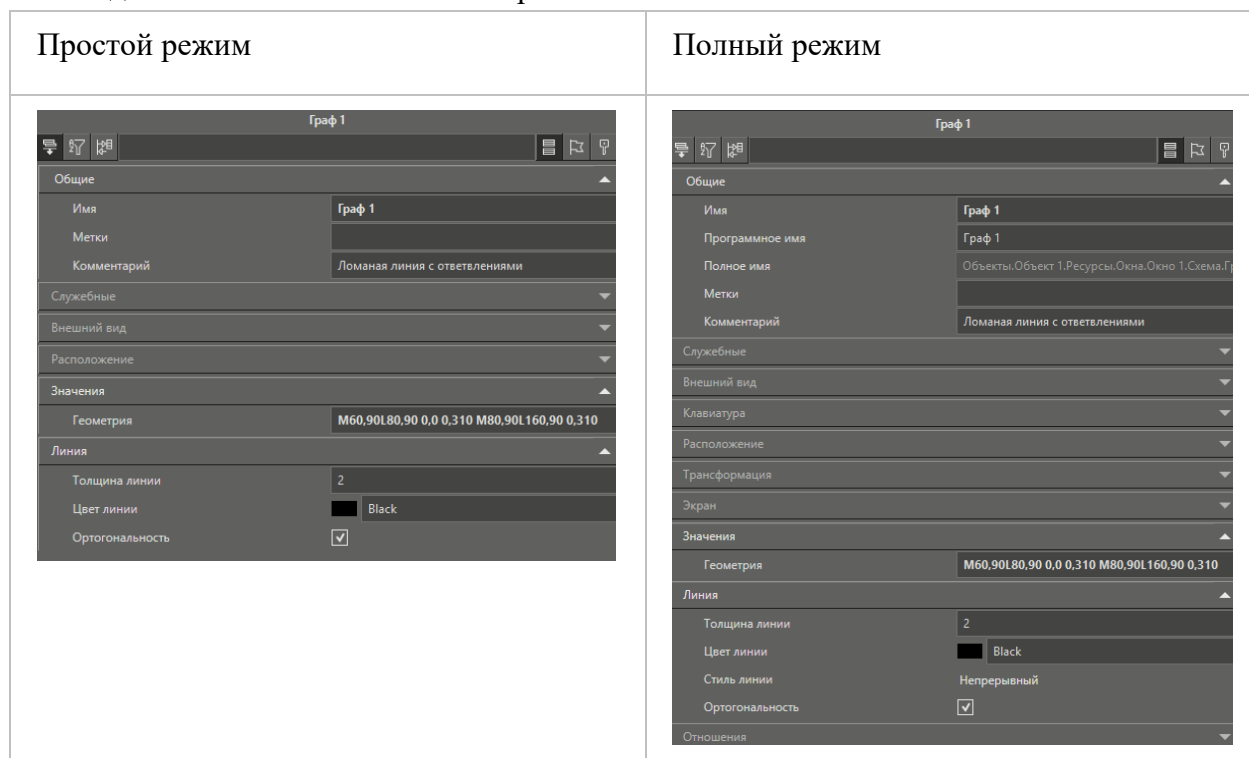 Простой режим
Полный режим
Граф 1
Общие
Имя Граф 1
Метки
Комментарий Ломаная линия с ответвлениями
Служебные
Внешний вид
Расположение
Значения
Геометрия M60,90L80,90 0,0 0,310 M80,90L160,90 0,310
Линия
Толщина линии 2
Цвет линии Black
Ортогональность
Граф 1
Общие
Имя Граф 1
Программное имя Граф 1
Полное имя Объекты.Объект 1.Ресурсы.Окна.Окно 1.Схема.Гр
Метки
Комментарий Ломаная линия с ответвлениями
Служебные
Внешний вид
Клавиатура
Расположение
Трансформация
Экран
Значения
Геометрия M60,90L80,90 0,0 0,310 M80,90L160,90 0,310
Линия
Толщина линии 2
Цвет линии Black
Стиль линии Непрерывный
Ортогональность
Отношения